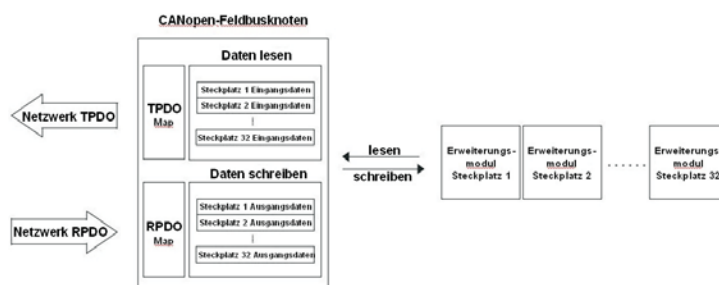 CANopen-Feldbusknoten
Daten lesen
TPDO
Map
Steckplatz 1 Eingangsdaten
Steckplatz 2 Eingangsdaten
Steckplatz 32 Eingangsdaten
Netzwerk TPDO
Daten schreiben
RPDO
Map
Steckplatz 1 Ausgangsdaten
Steckplatz 2 Ausgangsdaten
Steckplatz 32 Ausgangsdaten
Netzwerk RPDO
lesen
schreiben
Erweiterungs-
modul
Steckplatz 1
Erweiterungs-
modul
Steckplatz 2
......
Erweiterungs-
modul
Steckplatz 32